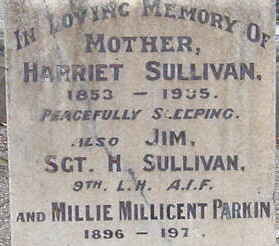 IN LOVING MEMORY OF
MOTHER,
HARRIET SULLIVAN,
1853 - 1935.
PEACEFULLY SLEEPING.
ALSO JIM,
SGT. H. SULLIVAN,
9TH. L.H. A.I.F.
AND MILLIE MILLICENT PARKIN
1896 - 197